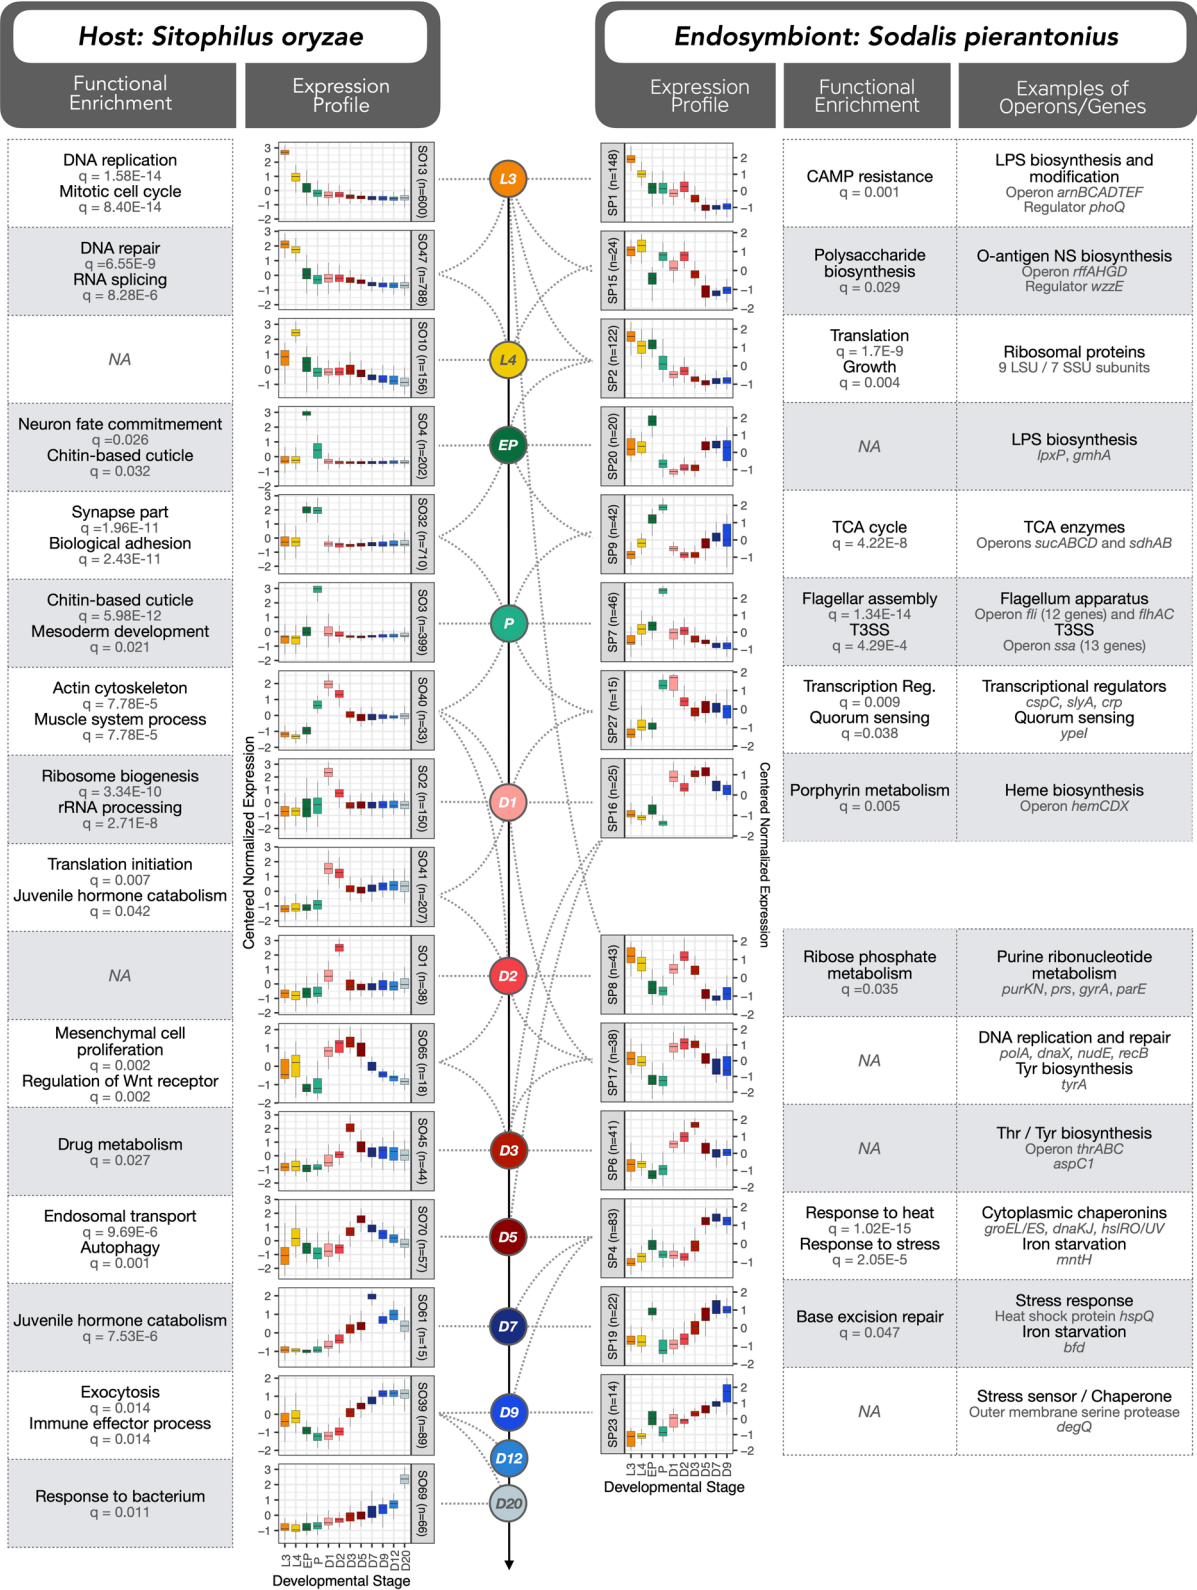 Host: Sitophilus oryzae
Functional
Enrichment
Expression
Profile
Endosymbiont: Sodalis pierantonius
Expression
Profile
Functional
Enrichment
Examples of
Operons/Genes
DNA replication
q = 1.58E-14
Mitotic cell cycle
q = 8.40E-14
SO13 (n=600)
L3
SP1 (n=148)
CAMP resistance
q = 0.001
LPS biosynthesis and
modification
Operon arnBCADTEF
Regulator phoQ
DNA repair
q =6.55E-9
RNA splicing
q = 8.28E-6
SO47 (n=788)
SP15 (n=24)
Polysaccharide
biosynthesis
q = 0.029
O-antigen NS biosynthesis
Operon rffAHGD
Regulator wzzE
NA
SO10 (n=156)
L4
SP2 (n=122)
Translation
q = 1.7E-9
Growth
q = 0.004
Ribosomal proteins
9 LSU / 7 SSU subunits
Neuron fate commitmement
q =0.026
Chitin-based cuticle
q = 0.032
SO4 (n=202)
EP
SP20 (n=20)
NA
LPS biosynthesis
lpxP, gmhA
Synapse part
q =1.96E-11
Biological adhesion
q = 2.43E-11
SO32 (n=710)
SP9 (n=42)
TCA cycle
q = 4.22E-8
TCA enzymes
Operons sucABCD and sdhAB
Chitin-based cuticle
q = 5.98E-12
Mesoderm development
q = 0.021
SO3 (n=399)
P
SP7 (n=46)
Flagellar assembly
q = 1.34E-14
T3SS
q = 4.29E-4
Flagellum apparatus
Operon fli (12 genes) and flhAC
T3SS
Operon ssa (13 genes)
Actin cytoskeleton
q = 7.78E-5
Muscle system process
q = 7.78E-5
SO40 (n=33)
SP27 (n=15)
Transcription Reg.
q = 0.009
Quorum sensing
q =0.038
Transcriptional regulators
cspC, slyA, crp
Quorum sensing
ypeI
Ribosome biogenesis
q = 3.34E-10
rRNA processing
q = 2.71E-8
Centered Normalized Expression
SO2 (n=150)
D1
SP16 (n=25)
Centered Normalized Expression
Porphyrin metabolism
q = 0.005
Heme biosynthesis
Operon hemCDX
Translation initiation
q = 0.007
Juvenile hormone catabolism
q = 0.042
SO41 (n=207)
NA
SO1 (n=38)
D2
SP8 (n=43)
Ribose phosphate
metabolism
q =0.035
Purine ribonucleotide
metabolism
purKN, prs, gyrA, parE
Mesenchymal cell
proliferation
q = 0.002
Regulation of Wnt receptor
q = 0.002
SO65 (n=18)
SP17 (n=38)
NA
DNA replication and repair
polA, dnaX, nudE, recB
Tyr biosynthesis
tyrA
Drug metabolism
q = 0.027
SO45 (n=44)
D3
SP6 (n=41)
NA
Thr / Tyr biosynthesis
Operon thrABC
aspC1
Endosomal transport
q = 9.69E-6
Autophagy
q = 0.001
SO70 (n=57)
D5
SP4 (n=83)
Response to heat
q = 1.02E-15
Response to stress
q = 2.05E-5
Cytoplasmic chaperonins
groEL/ES, dnaKJ, hslRO/UV
Iron starvation
mntH
Juvenile hormone catabolism
q = 7.53E-6
SO61 (n=15)
D7
SP19 (n=22)
Base excision repair
q = 0.047
Stress response
Heat shock protein hspQ
Iron starvation
bfd
Exocytosis
q = 0.014
Immune effector process
q = 0.014
SO39 (n=89)
D9
D12
SP23 (n=14)
NA
Stress sensor / Chaperone
Outer membrane serine protease
degQ
L3 L4 EP P D1 D2 D3 D5 D7 D9
Developmental Stage
Response to bacterium
q = 0.011
SO69 (n=66)
D20
L3 L4 EP P D1 D2 D3 D5 D7 D9 D12 D20
Developmental Stage